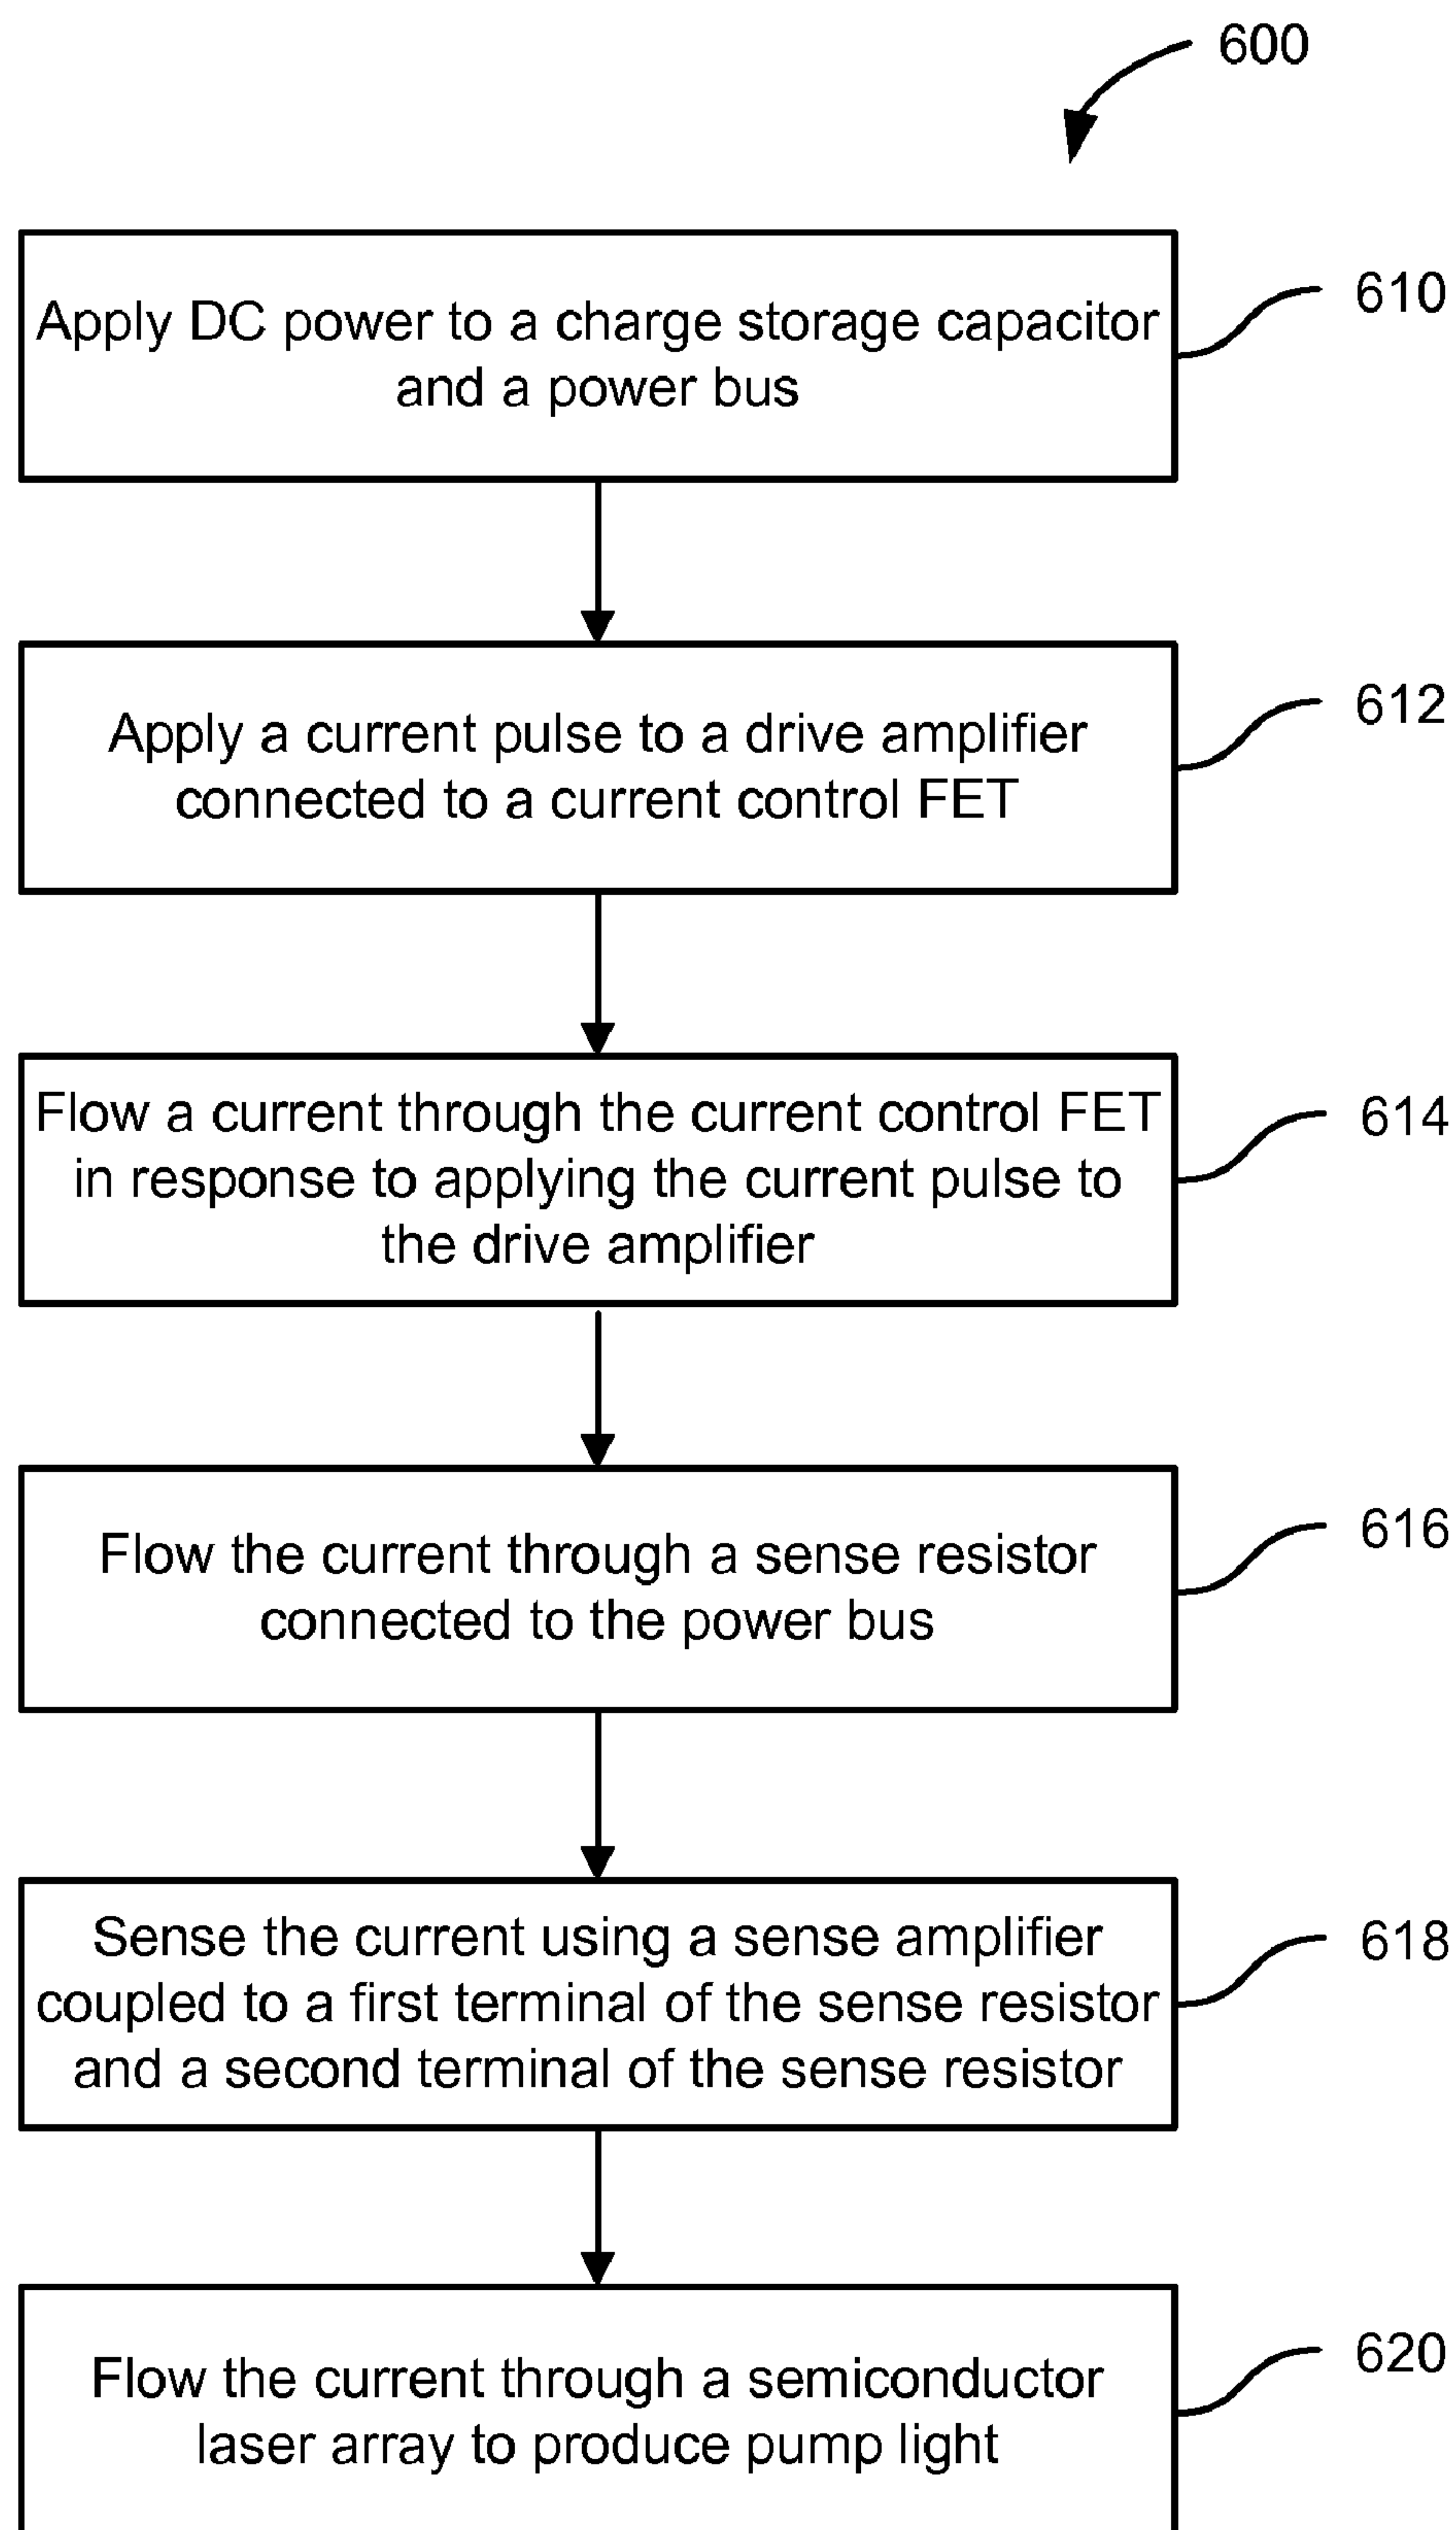 600
Apply DC power to a charge storage capacitor
and a power bus
610
Apply a current pulse to a drive amplifier
connected to a current control FET
612
Flow a current through the current control FET
in response to applying the current pulse to
the drive amplifier
614
Flow the current through a sense resistor
connected to the power bus
616
Sense the current using a sense amplifier
coupled to a first terminal of the sense resistor
and a second terminal of the sense resistor
618
Flow the current through a semiconductor
laser array to produce pump light
620